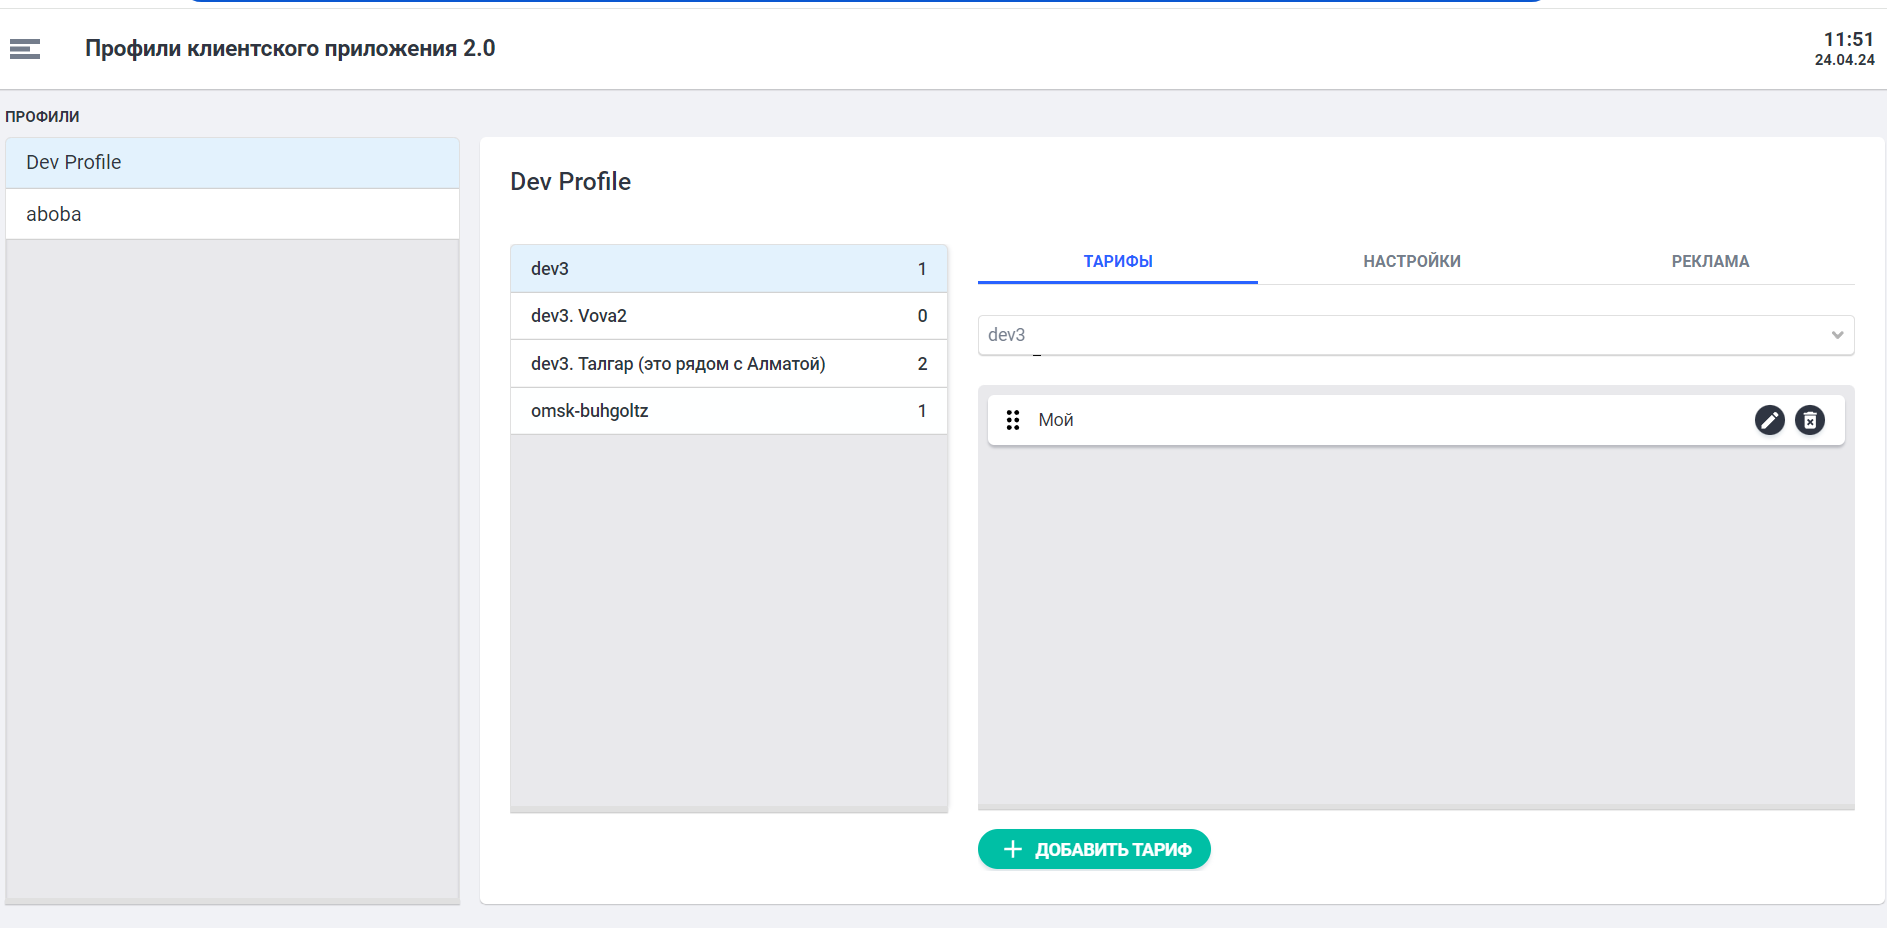 Профили клиентского приложения 2.0
11:51
24.04.24
ПРОФИЛИ
Dev Profile
aboba
Dev Profile
dev3 1
dev3. Vova2 0
dev3. Талгар (это рядом с Алматой) 2
omsk-buhgoltz 1
ТАРИФЫ НАСТРОЙКИ РЕКЛАМА
dev3
Мой
ДОБАВИТЬ ТАРИФ